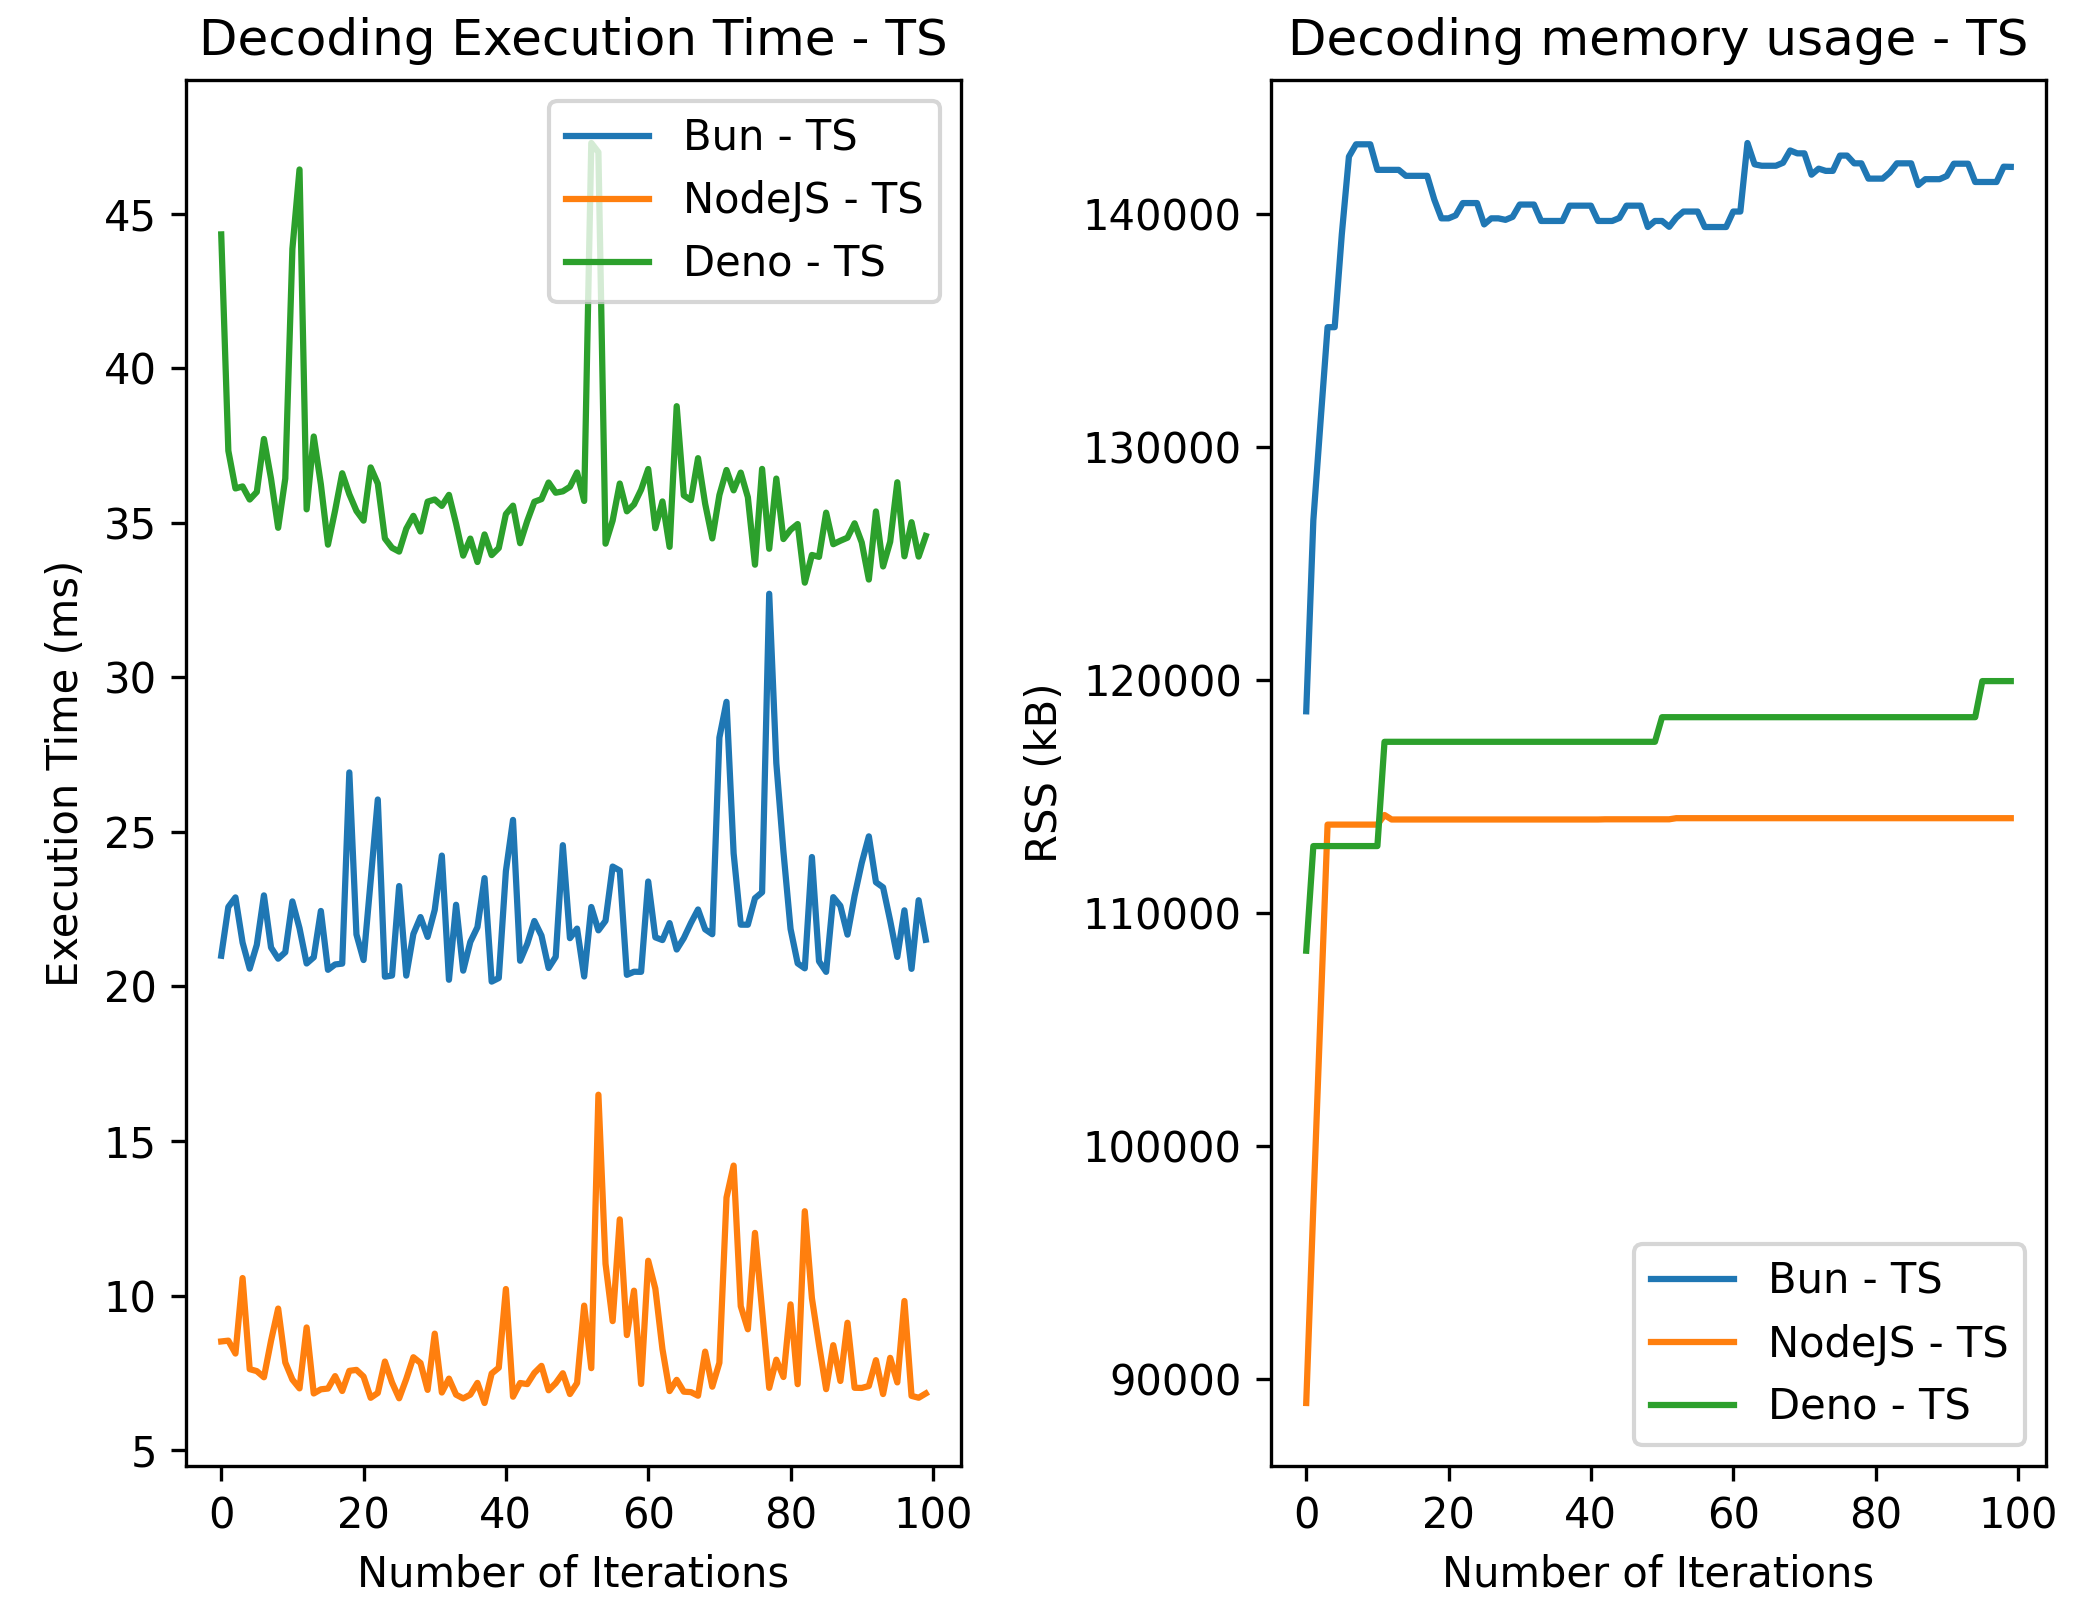 Decoding Execution Time - TS
Execution Time (ms)
45
40
35
30
25
20
15
10
5
0 20 40 60 80 100
Number of Iterations
Bun - TS
NodeJS - TS
Deno - TS
Decoding memory usage - TS
RSS (kB)
140000
130000
120000
110000
100000
90000
0 20 40 60 80 100
Number of Iterations
Bun - TS
NodeJS - TS
Deno - TS